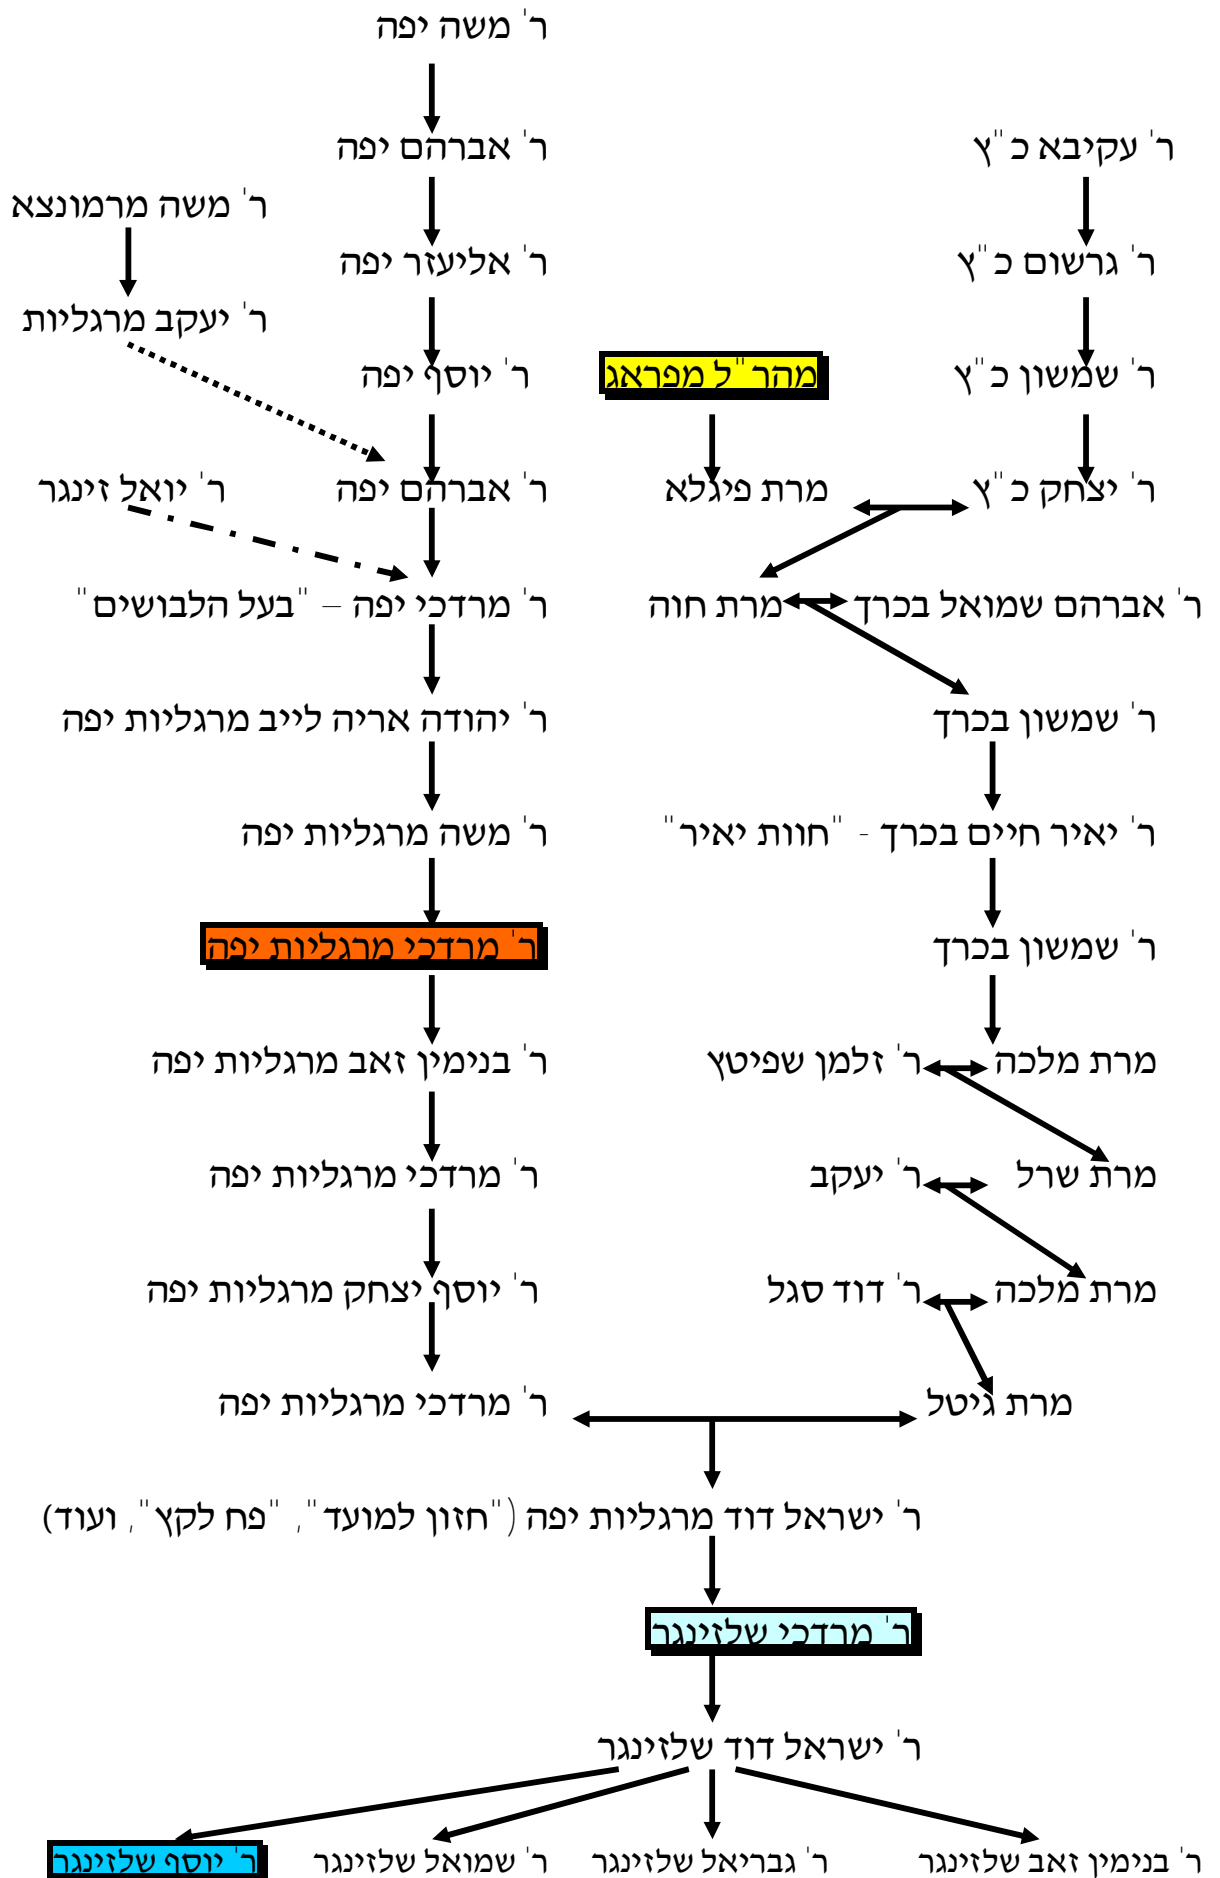 ר' משה יפה
ר' עקיבא כ"ץ
ר' אברהם יפה
ר' משה מרמונצא
ר' גרשום כ"ץ
ר' אליעזר יפה
ר' יעקב מרגליות
ר' שמשון כ"ץ
מהר"ל מפראג
ר' יוסף יפה
ר' יצחק כ"ץ
מרת פיגלא
ר' אברהם יפה
ר' יואל זינגר
ר' אברהם שמואל בכרך
מרת חוה
ר' מרדכי יפה – "בעל הלבושים"
ר' שמשון בכרך
ר' יהודה אריה לייב מרגליות יפה
ר' יאיר חיים בכרך - "חוות יאיר"
ר' משה מרגליות יפה
ר' שמשון בכרך
ר' מרדכי מרגליות יפה
מרת מלכה
ר' זלמן שפיטץ
ר' בנימין זאב מרגליות יפה
מרת שרל
ר' יעקב
ר' מרדכי מרגליות יפה
מרת מלכה
ר' דוד סגל
ר' יוסף יצחק מרגליות יפה
מרת גיטל
ר' מרדכי מרגליות יפה
ר' ישראל דוד מרגליות יפה ("חזון למועד", "פח לקץ", ועוד)
ר' מרדכי שלזינגר
ר' ישראל דוד שלזינגר
ר' בנימין זאב שלזינגר
ר' גבריאל שלזינגר
ר' שמואל שלזינגר
ר' יוסף שלזינגר